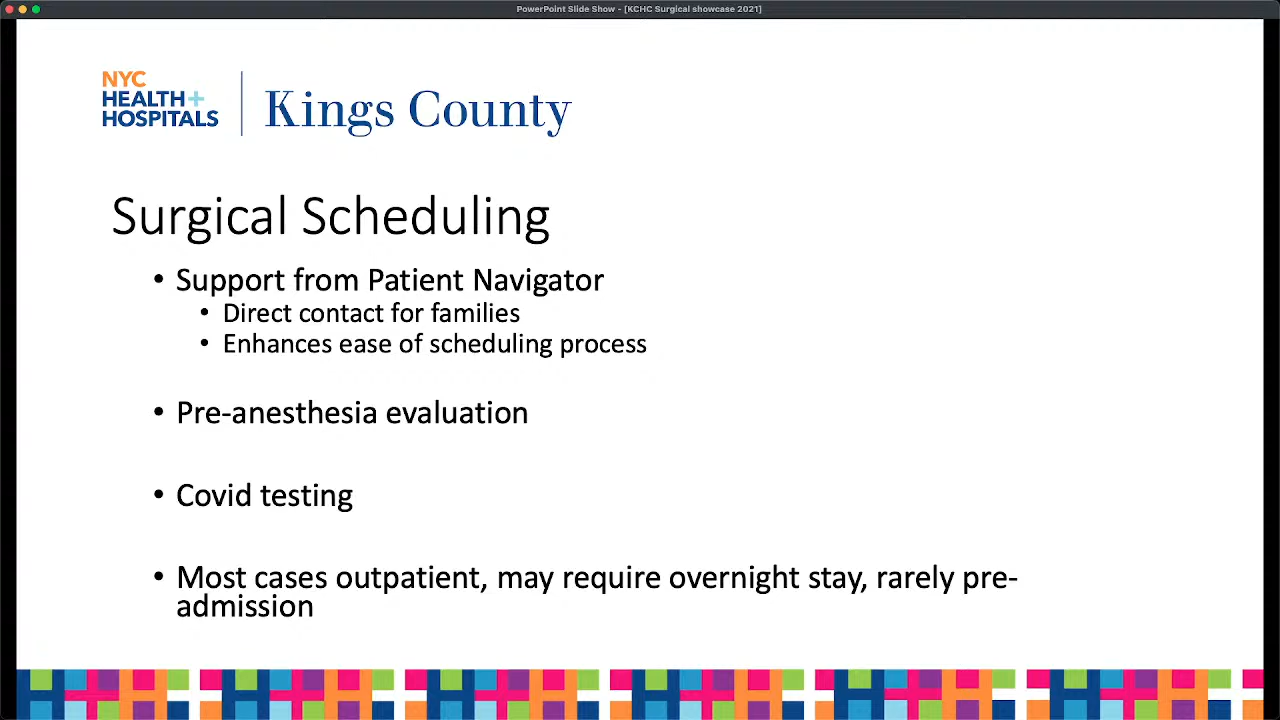 PowerPoint Slide Show - [KCHC Surgical showcase 2021]
NYC
HEALTH+
HOSPITALS
Kings County
Surgical Scheduling
• Support from Patient Navigator
• Direct contact for families
• Enhances ease of scheduling process
• Pre-anesthesia evaluation
• Covid testing
• Most cases outpatient, may require overnight stay, rarely pre-
admission